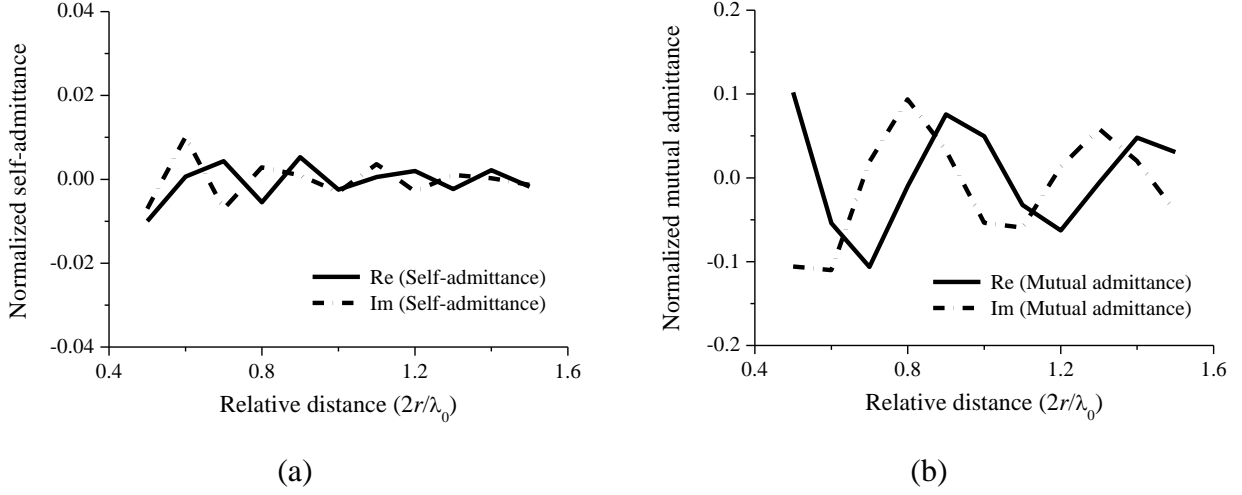 0.04
0.02
0.00
-0.02
-0.04
Normalized self-admittance
Re (Self-admittance)
Im (Self-admittance)
0.4 0.8 1.2 1.6
Relative distance (2r/λ₀)
(a)
0.2
0.1
0.0
-0.1
-0.2
Normalized mutual admittance
Re (Mutual admittance)
Im (Mutual admittance)
0.4 0.8 1.2 1.6
Relative distance (2r/λ₀)
(b)